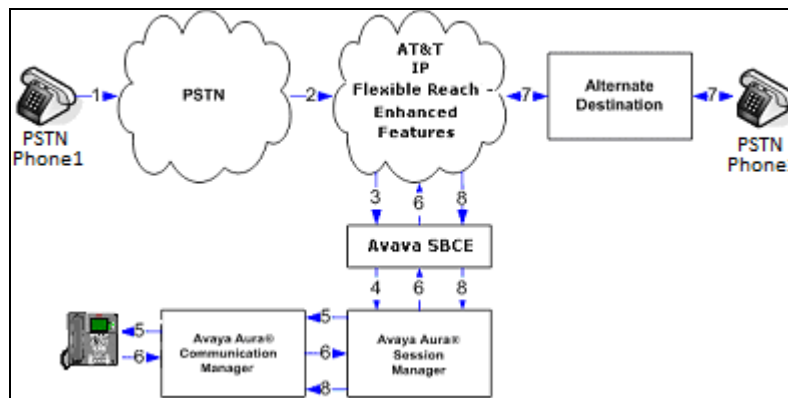 AT&T
IP
Flexible Reach -
Enhanced
Features
PSTN
Alternate
Destination
1
2
7
7
PSTN
Phone1
PSTN
Phone
3
6
8
Avaya SBCE
4
6
8
5
6
Avaya Aura®
Communication
Manager
5
6
8
Avaya Aura®
Session
Manager